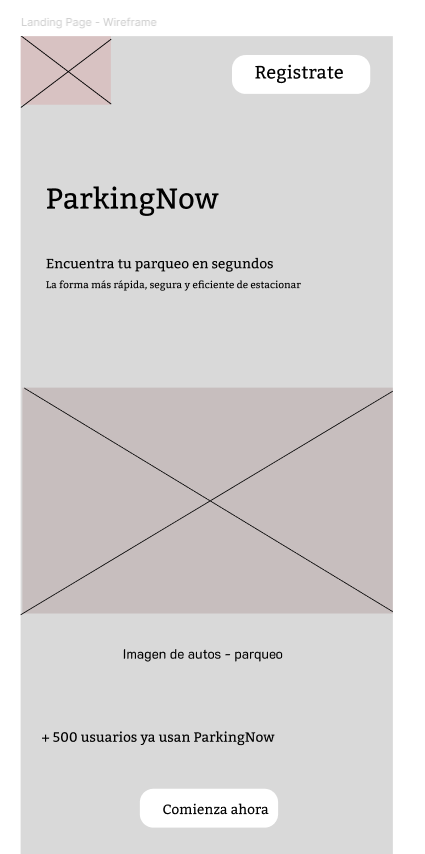 Landing Page - Wireframe
Registrate
ParkingNow
Encuentra tu parqueo en segundos
La forma más rápida, segura y eficiente de estacionar
Imagen de autos - parqueo
+ 500 usuarios ya usan ParkingNow
Comienza ahora